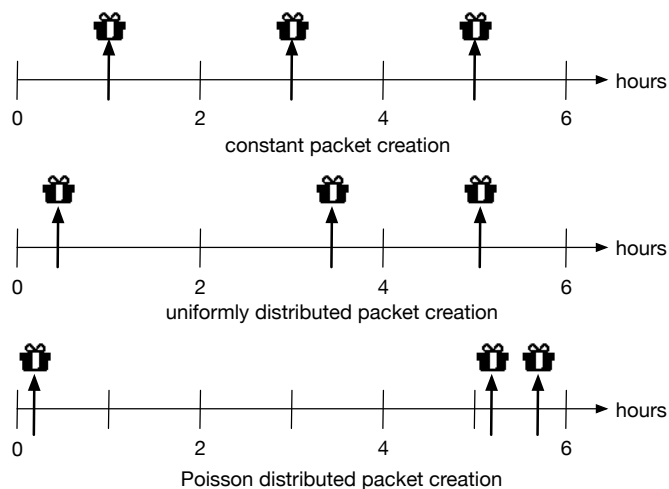 hours
0 2 4 6
constant packet creation
hours
0 2 4 6
uniformly distributed packet creation
hours
0 2 4 6
Poisson distributed packet creation